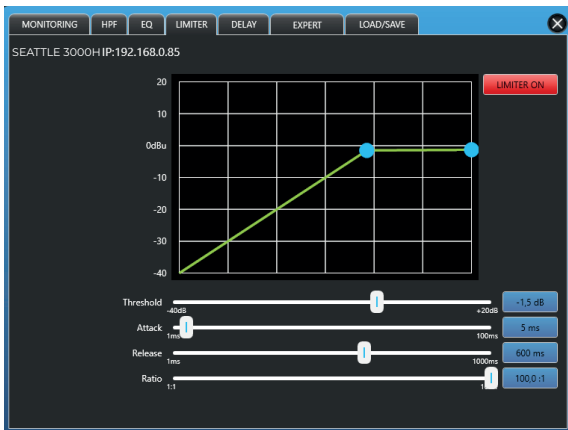 MONITORING HPF EQ LIMITER DELAY EXPERT LOAD/SAVE
SEATTLE 3000H IP:192.168.0.85
LIMITER ON
20
10
0dBu
-10
-20
-30
-40
Threshold -40dB +20dB -1,5 dB
Attack 1ms 100ms 5 ms
Release 1ms 1000ms 600 ms
Ratio 1:1 100,0 :1